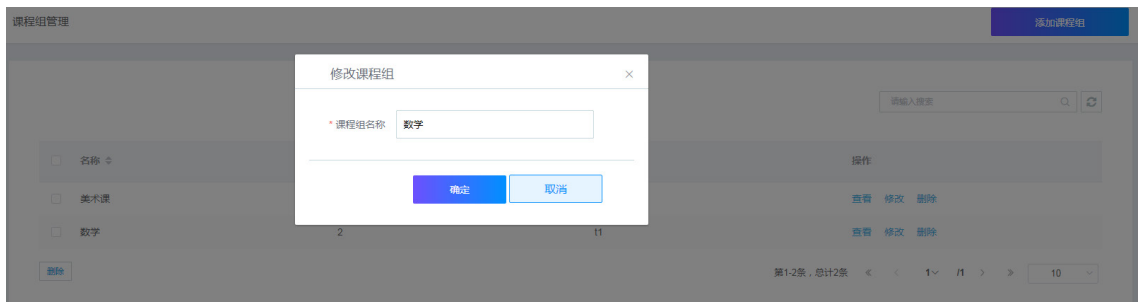 课程组管理
添加课程组
修改课程组
×
请输入搜索
* 课程组名称 数学
名称
操作
确定 取消
美术课
查看 修改 删除
数学 2 t1 查看 修改 删除
删除
第1-2条，总计2条 « < 1 /1 > » 10